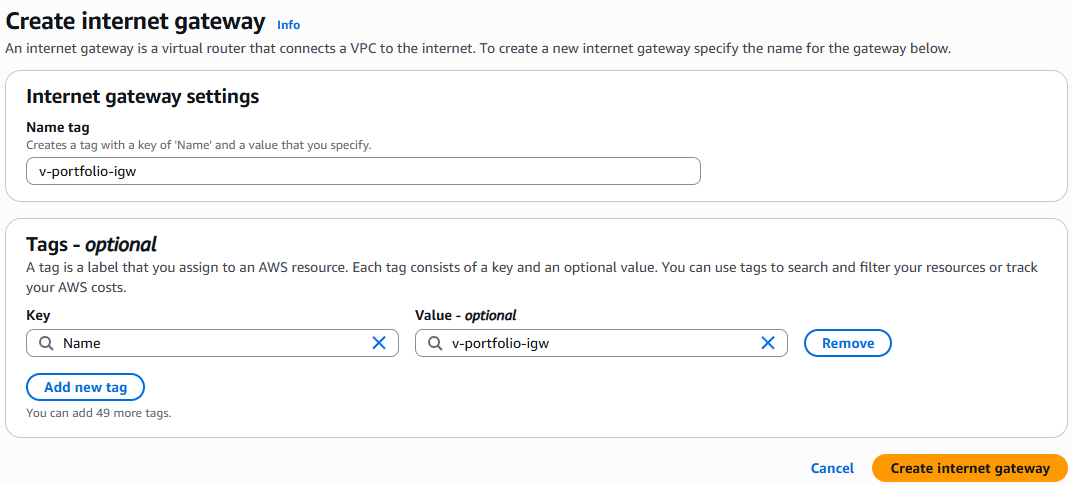 Create internet gateway Info
An internet gateway is a virtual router that connects a VPC to the internet. To create a new internet gateway specify the name for the gateway below.
Internet gateway settings
Name tag
Creates a tag with a key of 'Name' and a value that you specify.
v-portfolio-igw
Tags - optional
A tag is a label that you assign to an AWS resource. Each tag consists of a key and an optional value. You can use tags to search and filter your resources or track
your AWS costs.
Key Value - optional
Name v-portfolio-igw Remove
Add new tag
You can add 49 more tags.
Cancel Create internet gateway